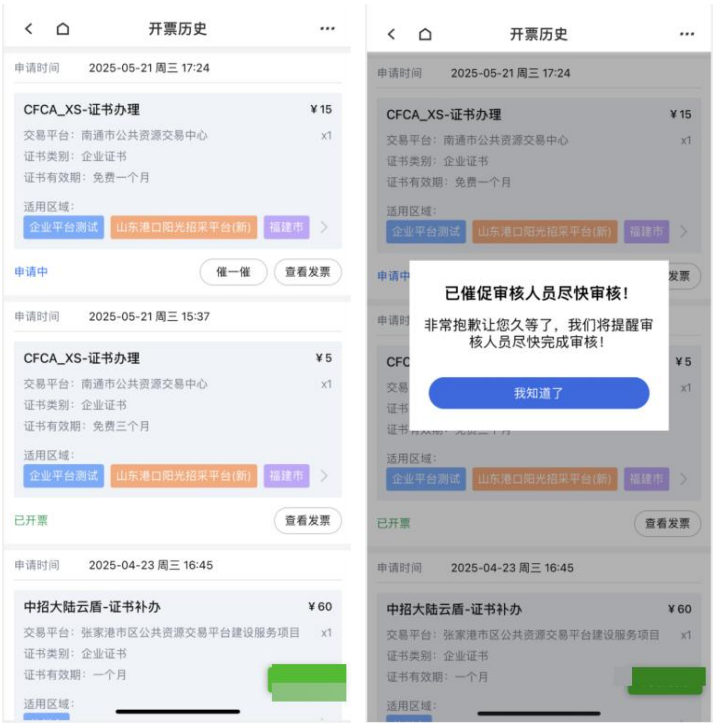 开票历史
申请时间 2025-05-21 周三 17:24
CFCA_XS-证书办理 ¥15
交易平台：南通市公共资源交易中心 x1
证书类别：企业证书
证书有效期：免费一个月
适用区域：
企业平台测试 山东港口阳光招采平台(新) 福建市
申请中 催一催 查看发票
申请时间 2025-05-21 周三 15:37
CFCA_XS-证书办理 ¥5
交易平台：南通市公共资源交易中心 x1
证书类别：企业证书
证书有效期：免费三个月
适用区域：
企业平台测试 山东港口阳光招采平台(新) 福建市
已开票 查看发票
申请时间 2025-04-23 周三 16:45
中招大陆云盾-证书补办 ¥60
交易平台：张家港市区公共资源交易平台建设服务项目 x1
证书类别：企业证书
证书有效期：一个月
适用区域：
开票历史
申请时间 2025-05-21 周三 17:24
CFCA_XS-证书办理 ¥15
交易平台：南通市公共资源交易中心 x1
证书类别：企业证书
证书有效期：免费一个月
适用区域：
企业平台测试 山东港口阳光招采平台(新) 福建市
申请中 发票
已催促审核人员尽快审核！
申请时
非常抱歉让您久等了，我们将提醒审
核人员尽快完成审核！
CFC ¥5
交易 x1
我知道了
证书
适用区域：
企业平台测试 山东港口阳光招采平台(新) 福建市
已开票 查看发票
申请时间 2025-04-23 周三 16:45
中招大陆云盾-证书补办 ¥60
交易平台：张家港市区公共资源交易平台建设服务项目 x1
证书类别：企业证书
证书有效期：一个月
适用区域：